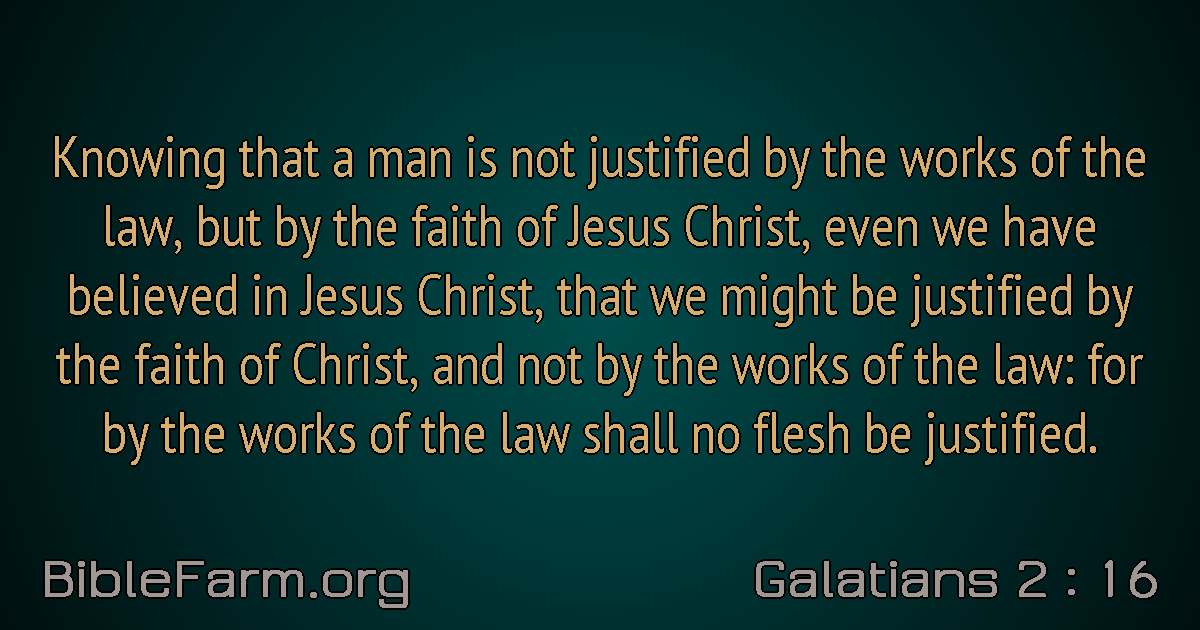 Knowing that a man is not justified by the works of the
law, but by the faith of Jesus Christ, even we have
believed in Jesus Christ, that we might be justified by
the faith of Christ, and not by the works of the law: for
by the works of the law shall no flesh be justified.
BibleFarm.org
Galatians 2 : 16